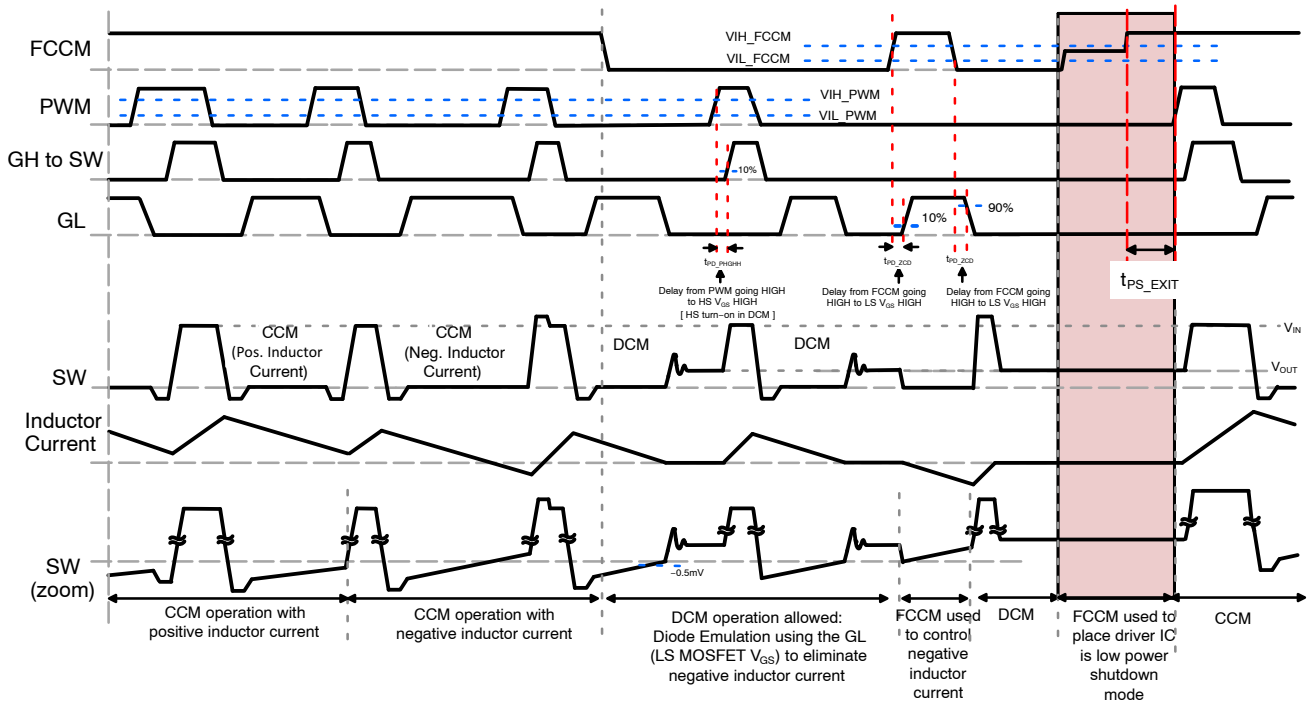 FCCM
VIH_FCCM
VIL_FCCM
PWM
VIH_PWM
VIL_PWM
GH to SW
10%
GL
10%
90%
tPD_PHGHH
tPD_ZCD
tPD_ZCD
tPS_EXIT
Delay from PWM going HIGH
to HS VGS HIGH
[ HS turn−on in DCM ]
Delay from FCCM going
HIGH to LS VGS HIGH
Delay from FCCM going
HIGH to LS VGS HIGH
CCM
(Pos. Inductor
Current)
CCM
(Neg. Inductor
Current)
DCM
DCM
VIN
SW
VOUT
Inductor
Current
SW
(zoom)
−0.5mV
CCM operation with
positive inductor current
CCM operation with
negative inductor current
DCM operation allowed:
Diode Emulation using the GL
(LS MOSFET VGS) to eliminate
negative inductor current
FCCM used
to control
negative
inductor
current
DCM
FCCM used to
place driver IC
is low power
shutdown
mode
CCM